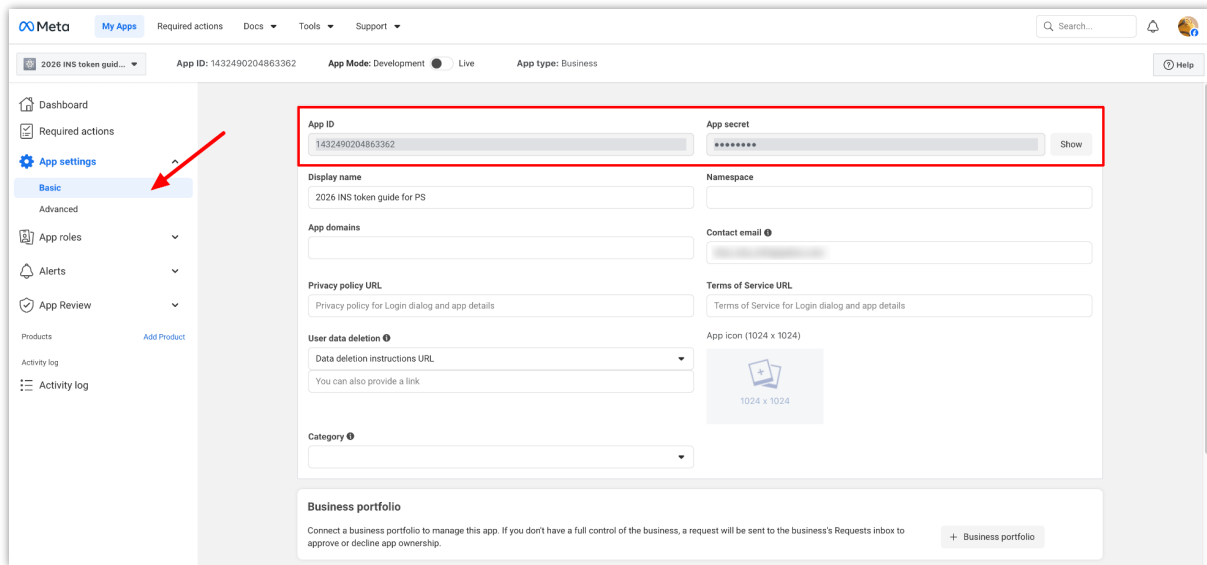 Meta
My Apps
Required actions
Docs
Tools
Support
Search...
2026 INS token guid...
App ID: 1432490204863362
App Mode: Development
Live
App type: Business
Help
Dashboard
Required actions
App settings
Basic
Advanced
App roles
Alerts
App Review
Products
Add Product
Activity log
Activity log
App ID
App secret
1432490204863362
●●●●●●●●
Show
Display name
Namespace
2026 INS token guide for PS
App domains
Contact email
Privacy policy URL
Terms of Service URL
Privacy policy for Login dialog and app details
Terms of Service for Login dialog and app details
User data deletion
App icon (1024 x 1024)
Data deletion instructions URL
You can also provide a link
1024 x 1024
Category
Business portfolio
Connect a business portfolio to manage this app. If you don't have a full control of the business, a request will be sent to the business's Requests inbox to
approve or decline app ownership.
+ Business portfolio